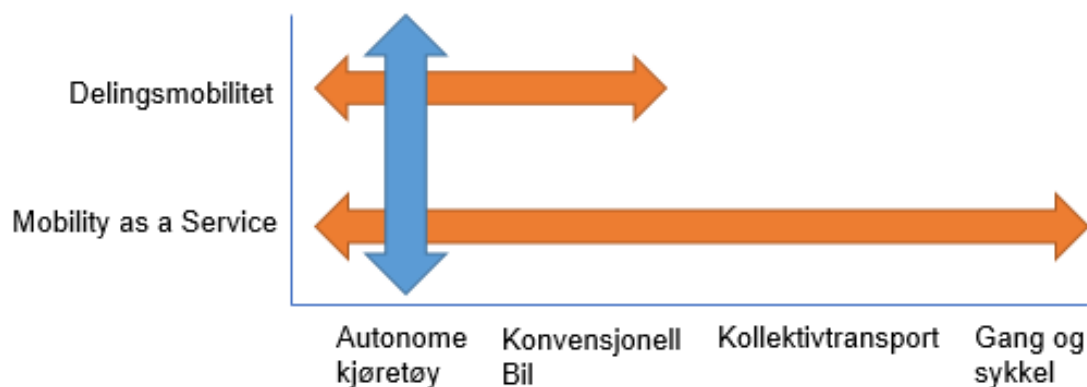 Delingsmobilitet
Mobility as a Service
Autonome
kjøretøy
Konvensjonell
Bil
Kollektivtransport
Gang og
sykkel